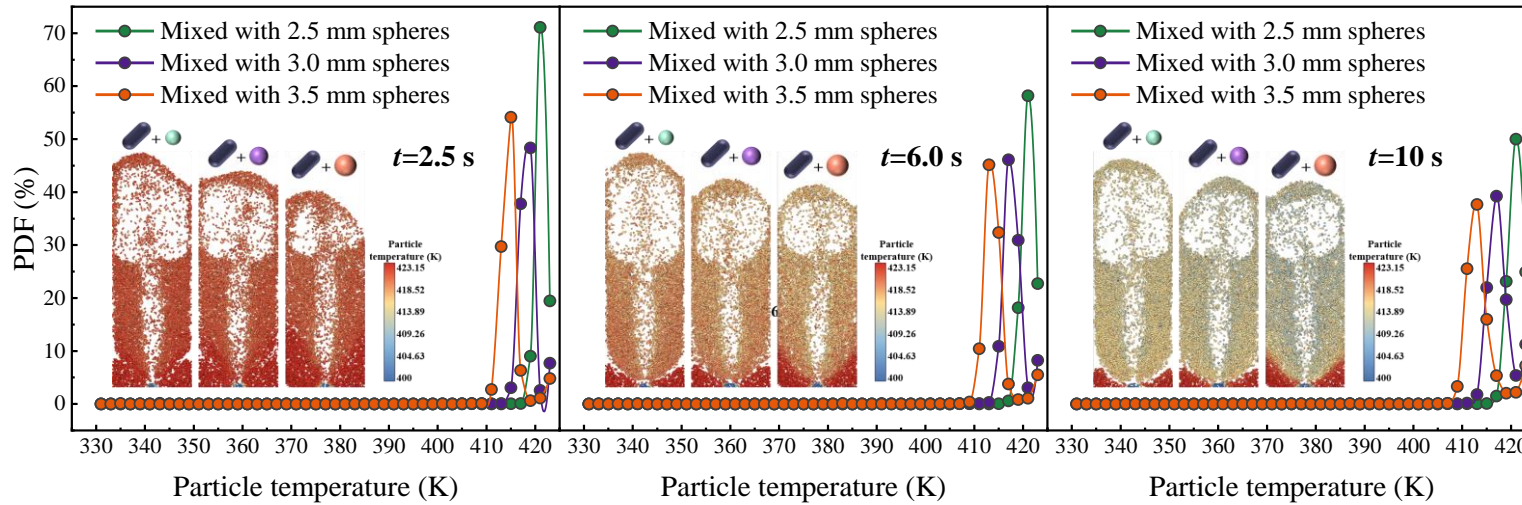 PDF (%)
70
60
50
40
30
20
10
0
Mixed with 2.5 mm spheres
Mixed with 3.0 mm spheres
Mixed with 3.5 mm spheres
+
+
+
t=2.5 s
Particle
temperature (K)
423.15
418.52
413.89
409.26
404.63
400
330 340 350 360 370 380 390 400 410 420
Particle temperature (K)
Mixed with 2.5 mm spheres
Mixed with 3.0 mm spheres
Mixed with 3.5 mm spheres
+
+
+
t=6.0 s
6
Particle
temperature (K)
423.15
418.52
413.89
409.26
404.63
400
330 340 350 360 370 380 390 400 410 420
Particle temperature (K)
Mixed with 2.5 mm spheres
Mixed with 3.0 mm spheres
Mixed with 3.5 mm spheres
+
+
+
t=10 s
Particle
temperature (K)
423.15
418.52
413.89
409.26
404.63
400
330 340 350 360 370 380 390 400 410 420
Particle temperature (K)